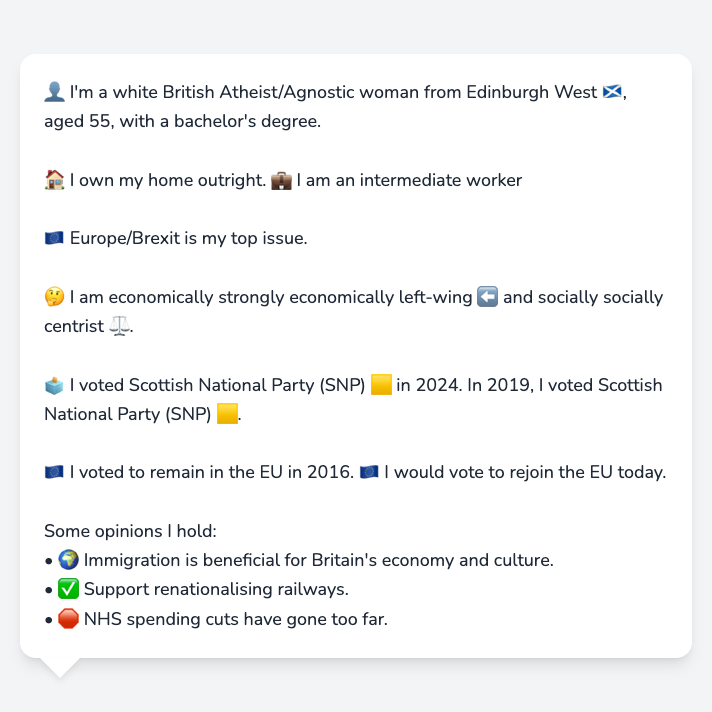 👤 I'm a white British Atheist/Agnostic woman from Edinburgh West 🏴󠁧󠁢󠁳󠁣󠁴󠁿,
aged 55, with a bachelor's degree.
🏠 I own my home outright. 💼 I am an intermediate worker
🇪🇺 Europe/Brexit is my top issue.
🤔 I am economically strongly economically left-wing ⬅️ and socially socially
centrist ⚖️.
🗳️ I voted Scottish National Party (SNP) 🟨 in 2024. In 2019, I voted Scottish
National Party (SNP) 🟨.
🇪🇺 I voted to remain in the EU in 2016. 🇪🇺 I would vote to rejoin the EU today.
Some opinions I hold:
• 🌍 Immigration is beneficial for Britain's economy and culture.
• ✅ Support renationalising railways.
• 🛑 NHS spending cuts have gone too far.